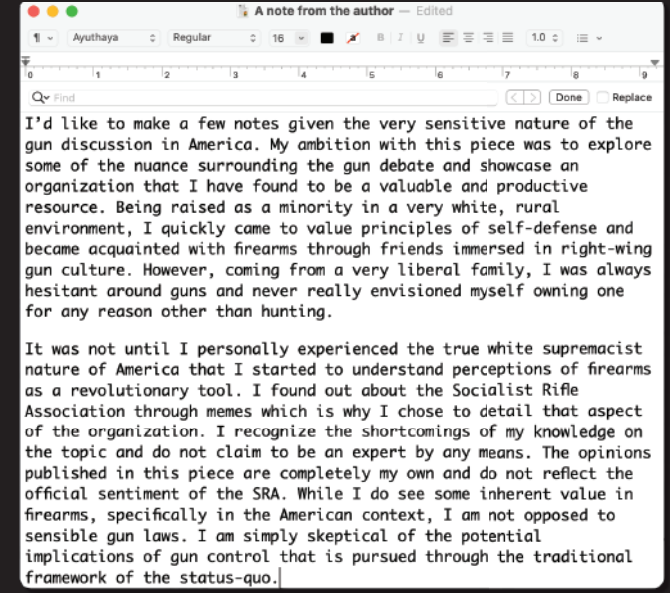 A note from the author — Edited
¶ Ayuthaya Regular 16 a B I U 1.0
0 1 2 3 4 5 6 7 8 9
Find Done Replace
I’d like to make a few notes given the very sensitive nature of the
gun discussion in America. My ambition with this piece was to explore
some of the nuance surrounding the gun debate and showcase an
organization that I have found to be a valuable and productive
resource. Being raised as a minority in a very white, rural
environment, I quickly came to value principles of self-defense and
became acquainted with firearms through friends immersed in right-wing
gun culture. However, coming from a very liberal family, I was always
hesitant around guns and never really envisioned myself owning one
for any reason other than hunting.
It was not until I personally experienced the true white supremacist
nature of America that I started to understand perceptions of firearms
as a revolutionary tool. I found out about the Socialist Rifle
Association through memes which is why I chose to detail that aspect
of the organization. I recognize the shortcomings of my knowledge on
the topic and do not claim to be an expert by any means. The opinions
published in this piece are completely my own and do not reflect the
official sentiment of the SRA. While I do see some inherent value in
firearms, specifically in the American context, I am not opposed to
sensible gun laws. I am simply skeptical of the potential
implications of gun control that is pursued through the traditional
framework of the status-quo.